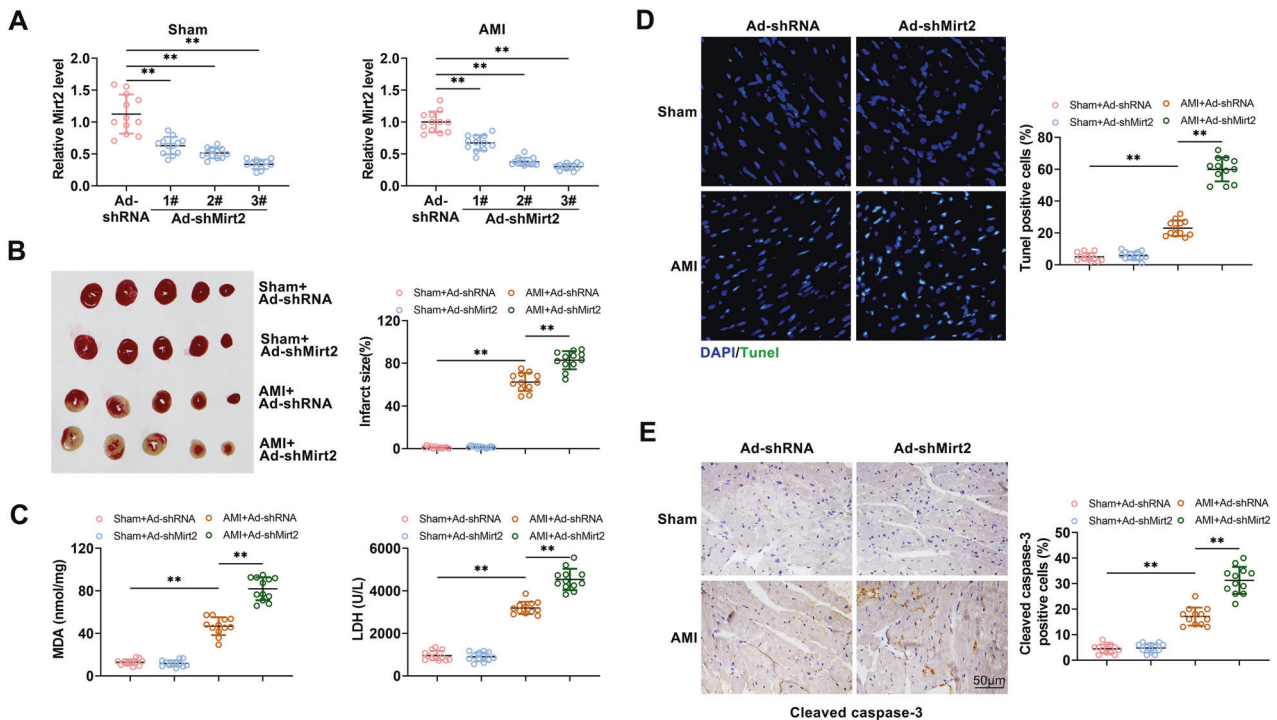 A
Sham
Relative Mirt2 level
2.0
1.5
1.0
0.5
0.0
**
**
**
Ad-
shRNA
1#
2#
3#
Ad-shMirt2
AMI
Relative Mirt2 level
2.0
1.5
1.0
0.5
0.0
**
**
**
Ad-
shRNA
1#
2#
3#
Ad-shMirt2
B
Sham+
Ad-shRNA
Sham+
Ad-shMirt2
AMI+
Ad-shRNA
AMI+
Ad-shMirt2
Sham+Ad-shRNA
AMI+Ad-shRNA
Sham+Ad-shMirt2
AMI+Ad-shMirt2
Infarct size(%)
120
80
40
0
**
**
C
Sham+Ad-shRNA
AMI+Ad-shRNA
Sham+Ad-shMirt2
AMI+Ad-shMirt2
MDA (nmol/mg)
120
80
40
0
**
**
Sham+Ad-shRNA
AMI+Ad-shRNA
Sham+Ad-shMirt2
AMI+Ad-shMirt2
LDH (U/L)
6000
4000
2000
0
**
**
D
Ad-shRNA
Ad-shMirt2
Sham
AMI
DAPI/Tunel
Sham+Ad-shRNA
AMI+Ad-shRNA
Sham+Ad-shMirt2
AMI+Ad-shMirt2
Tunel positive cells (%)
80
60
40
20
0
**
**
E
Ad-shRNA
Ad-shMirt2
Sham
AMI
50μm
Cleaved caspase-3
Sham+Ad-shRNA
AMI+Ad-shRNA
Sham+Ad-shMirt2
AMI+Ad-shMirt2
Cleaved caspase-3
positive cells (%)
50
40
30
20
10
0
**
**